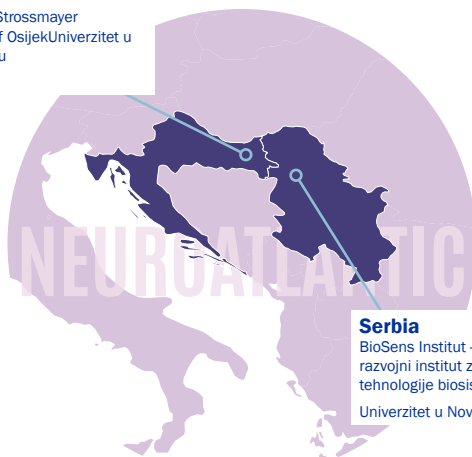 Strossmayer
f OsijekUniverzitet u
u
NEUROATLANTIC
Serbia
BioSens Institut -
razvojni institut z
tehnologije biosis
Univerzitet u Nov